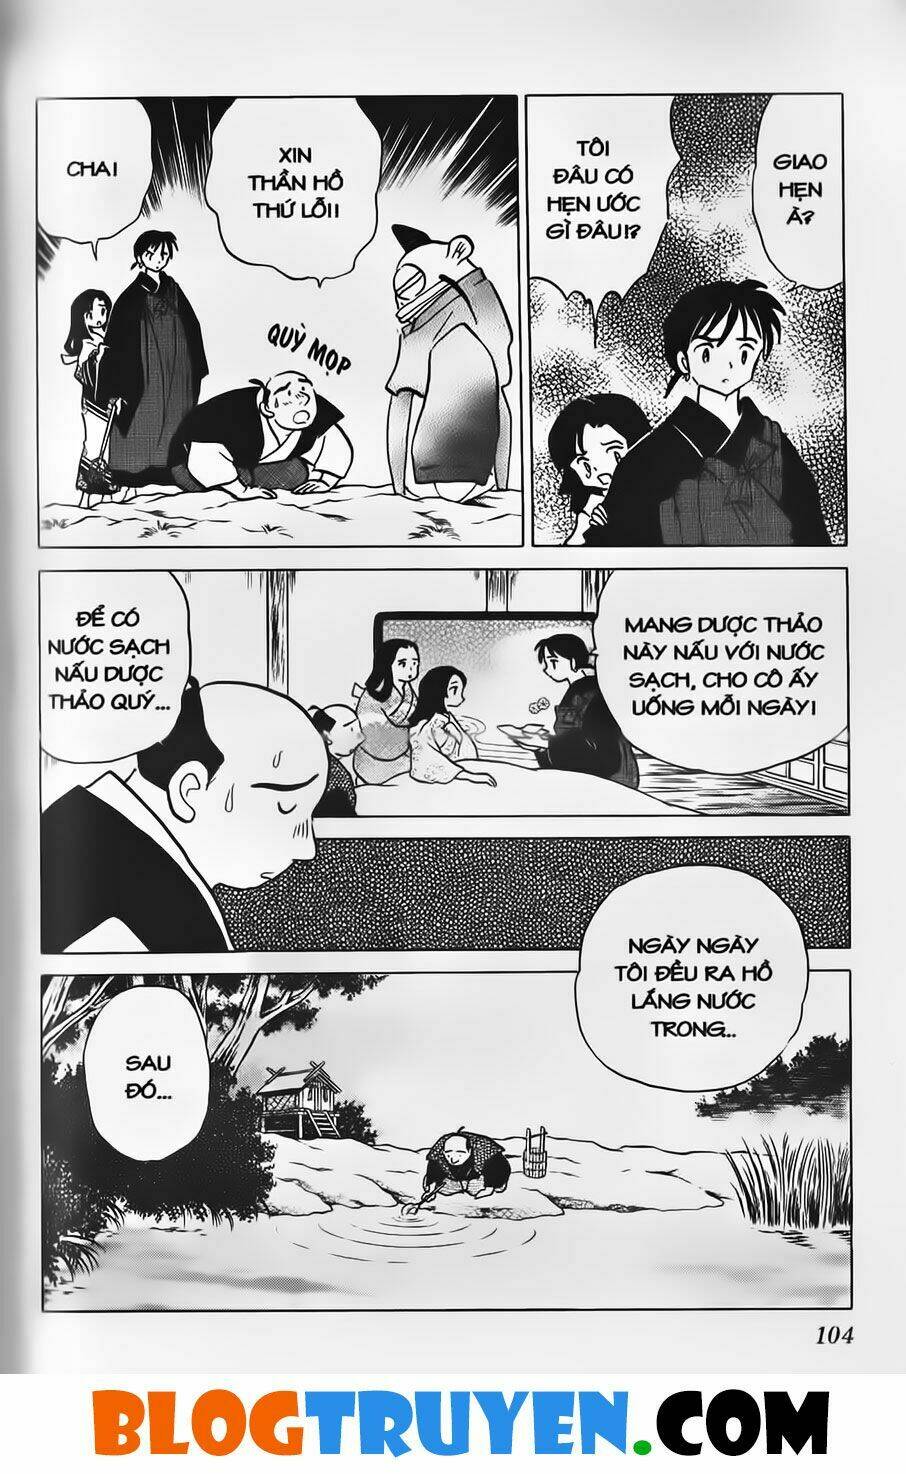 GIAO
HẸN
À?
TÔI
ĐÂU CÓ
HẸN ƯỚC
GÌ ĐÂU!?
XIN
THẦN HỒ
THỨ LỖI!
CHA!
QUỲ MỌP
MANG DƯỢC THẢO
NÀY NẤU VỚI NƯỚC
SẠCH, CHO CÔ ẤY
UỐNG MỖI NGÀY!
ĐỂ CÓ
NƯỚC SẠCH
NẤU DƯỢC
THẢO QUÝ...
NGÀY NGÀY
TÔI ĐỀU RA HỒ
LẮNG NƯỚC
TRONG...
SAU
ĐÓ...
104
BLOGTRUYEN.COM